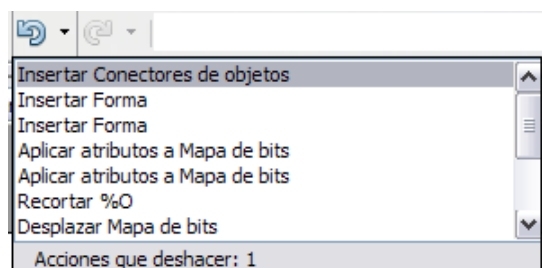 Insertar Conectores de objetos
Insertar Forma
Insertar Forma
Aplicar atributos a Mapa de bits
Aplicar atributos a Mapa de bits
Recortar %O
Desplazar Mapa de bits
Acciones que deshacer: 1